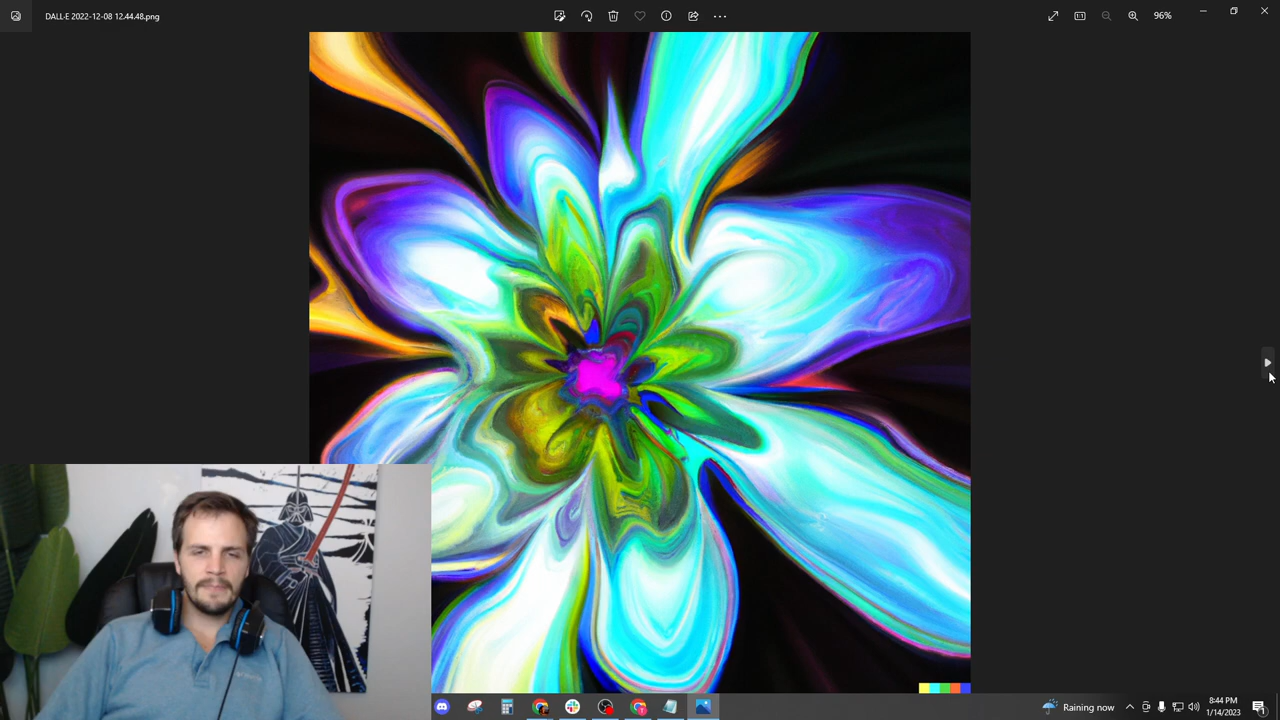 DALL·E 2022-12-08 12.44.48.png
96%
Raining now
8:44 PM
1/14/2023